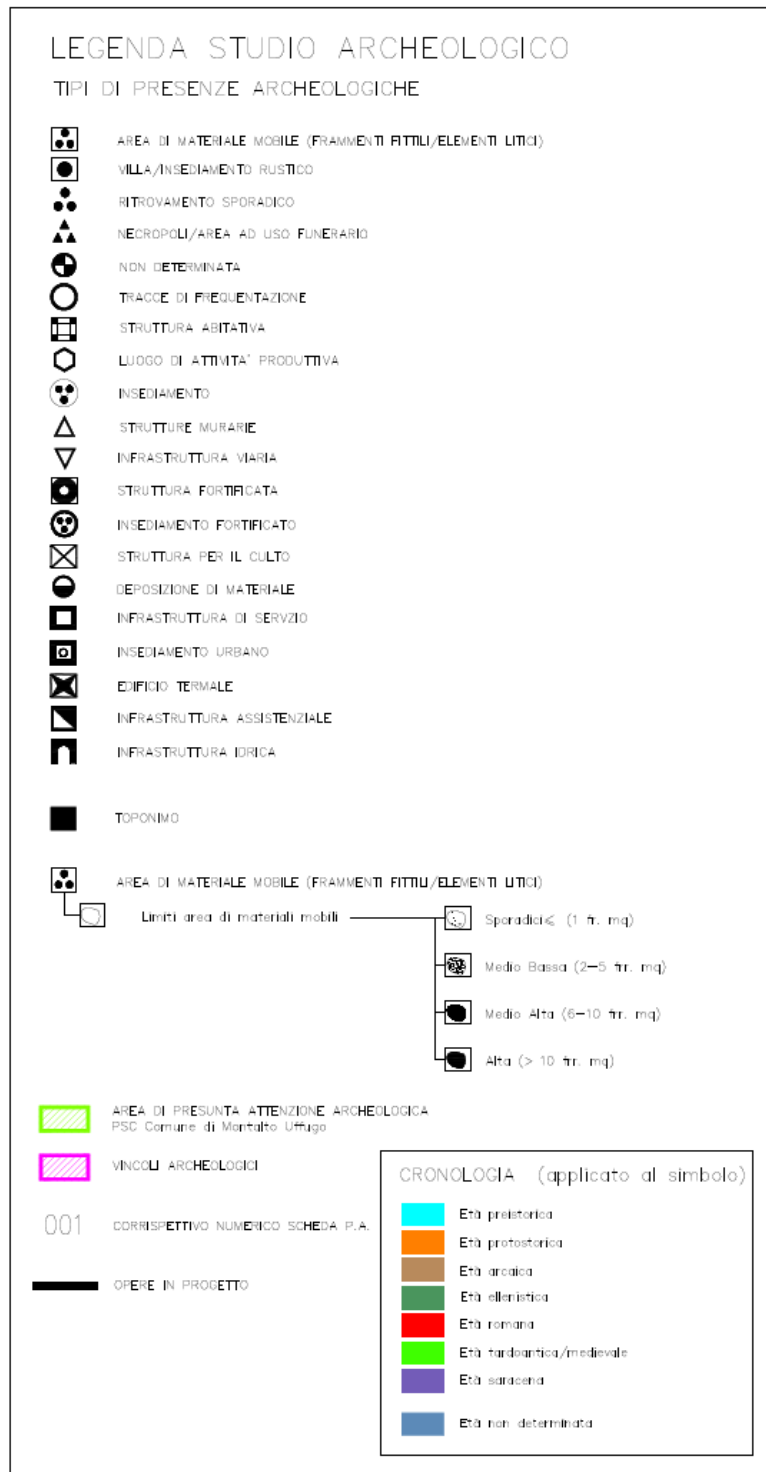 LEGENDA STUDIO ARCHEOLOGICO
TIPI DI PRESENZE ARCHEOLOGICHE
AREA DI MATERIALE MOBILE (FRAMMENTI FITTILI/ELEMENTI LITICI)
VILLA/INSEDIAMENTO RUSTICO
RITROVAMENTO SPORADICO
NECROPOLI/AREA AD USO FUNERARIO
NON DETERMINATA
TRACCE DI FREQUENTAZIONE
STRUTTURA ABITATIVA
LUOGO DI ATTIVITA' PRODUTTIVA
INSEDIAMENTO
STRUTTURE MURARIE
INFRASTRUTTURA VIARIA
STRUTTURA FORTIFICATA
INSEDIAMENTO FORTIFICATO
STRUTTURA PER IL CULTO
DEPOSIZIONE DI MATERIALE
INFRASTRUTTURA DI SERVZIO
INSEDIAMENTO URBANO
EDIFICIO TERMALE
INFRASTRUTTURA ASSISTENZIALE
INFRASTRUTTURA IDRICA
TOPONIMO
AREA DI MATERIALE MOBILE (FRAMMENTI FITTILI/ELEMENTI LITICI)
Limiti area di materiali mobili
Sporadici⩽ (1 fr. mq)
Medio Bassa (2-5 frr. mq)
Medio Alta (6-10 frr. mq)
Alta (> 10 frr. mq)
AREA DI PRESUNTA ATTENZIONE ARCHEOLOGICA
PSC Comune di Montalto Uffugo
VINCOLI ARCHEOLOGICI
001 CORRISPETTIVO NUMERICO SCHEDA P.A.
OPERE IN PROGETTO
CRONOLOGIA (applicato al simbolo)
Età preistorica
Età protostorica
Età arcaica
Età ellenistica
Età romana
Età tardoantica/medievale
Età saracena
Età non determinata